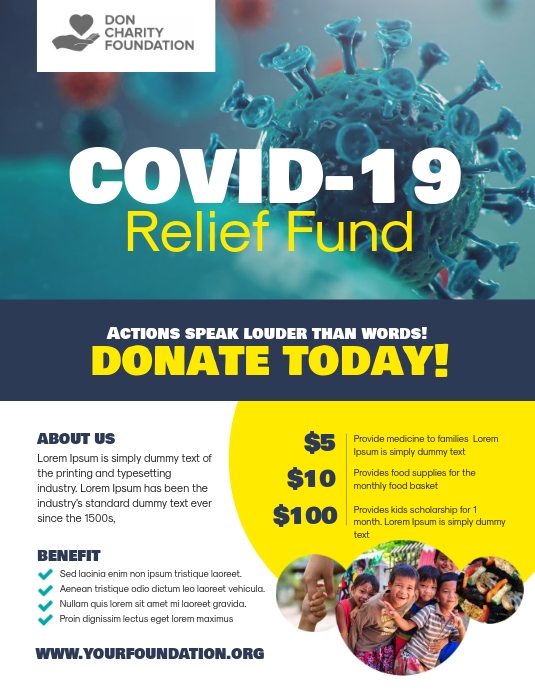 DON
CHARITY
FOUNDATION
COVID-19
Relief Fund
ACTIONS SPEAK LOUDER THAN WORDS!
DONATE TODAY!
ABOUT US
Lorem Ipsum is simply dummy text of
the printing and typesetting
industry. Lorem Ipsum has been the
industry's standard dummy text ever
since the 1500s,
$5
Provide medicine to families Lorem
Ipsum is simply dummy text
$10
Provides food supplies for the
monthly food basket
$100
Provides kids scholarship for 1
month. Lorem Ipsum is simply dummy
text
BENEFIT
Sed lacinia enim non ipsum tristique laoreet.
Aenean tristique odio dictum leo laoreet vehicula.
Nullam quis lorem sit amet mi laoreet gravida.
Proin dignissim lectus eget lorem maximus
WWW.YOURFOUNDATION.ORG